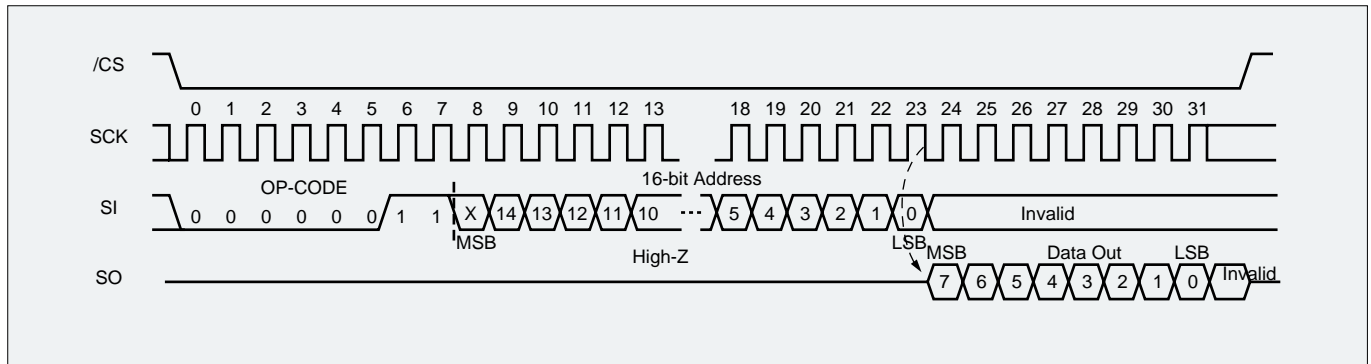 /CS
0 1 2 3 4 5 6 7 8 9 10 11 12 13 18 19 20 21 22 23 24 25 26 27 28 29 30 31
SCK
OP-CODE 16-bit Address
SI 0 0 0 0 0 0 1 1 X 14 13 12 11 10 ···· 5 4 3 2 1 0 Invalid
MSB LSB
High-Z MSB Data Out LSB
SO 7 6 5 4 3 2 1 0 Invalid